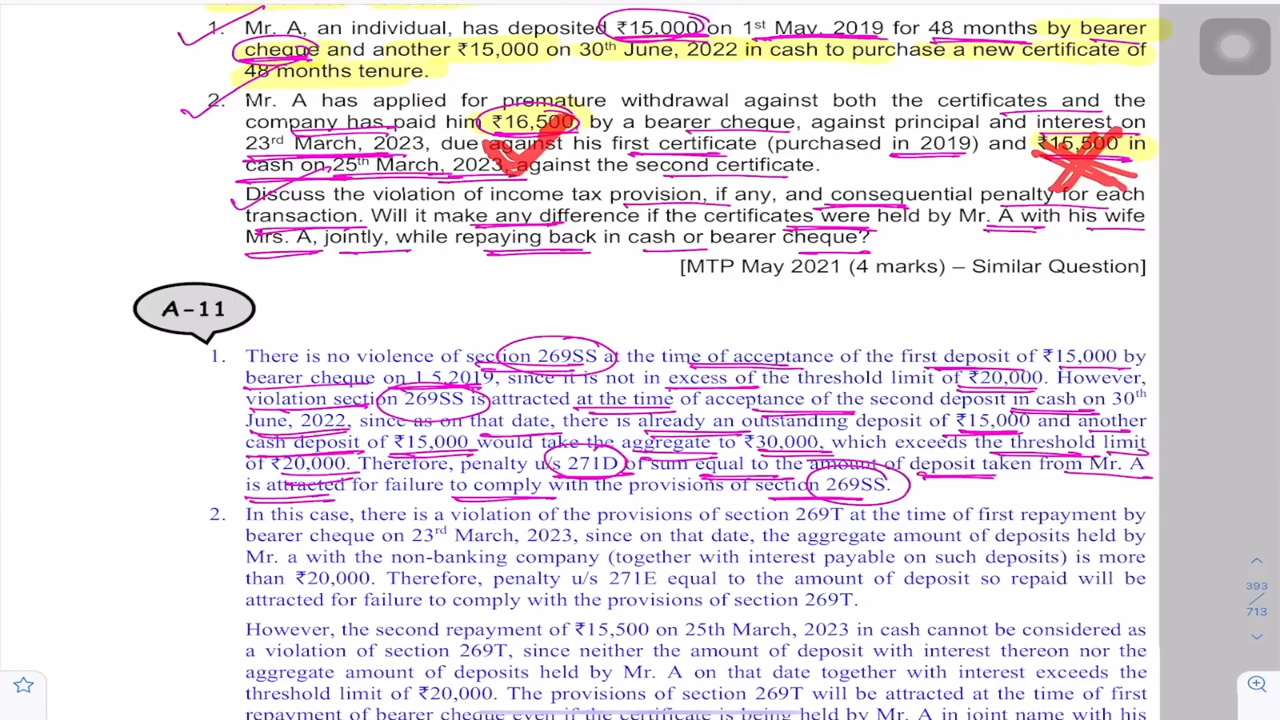 1. Mr. A, an individual, has deposited ₹15,000 on 1st May, 2019 for 48 months by bearer
cheque and another ₹15,000 on 30th June, 2022 in cash to purchase a new certificate of
48 months tenure.
2. Mr. A has applied for premature withdrawal against both the certificates and the
company has paid him ₹16,500 by a bearer cheque, against principal and interest on
23rd March, 2023, due against his first certificate (purchased in 2019) and ₹15,500 in
cash on 25th March, 2023, against the second certificate.
Discuss the violation of income tax provision, if any, and consequential penalty for each
transaction. Will it make any difference if the certificates were held by Mr. A with his wife
Mrs. A, jointly, while repaying back in cash or bearer cheque?
[MTP May 2021 (4 marks) – Similar Question]
A-11
1. There is no violence of section 269SS at the time of acceptance of the first deposit of ₹15,000 by
bearer cheque on 1.5.2019, since it is not in excess of the threshold limit of ₹20,000. However,
violation section 269SS is attracted at the time of acceptance of the second deposit in cash on 30th
June, 2022, since as on that date, there is already an outstanding deposit of ₹15,000 and another
cash deposit of ₹15,000 would take the aggregate to ₹30,000, which exceeds the threshold limit
of ₹20,000. Therefore, penalty u/s 271D of sum equal to the amount of deposit taken from Mr. A
is attracted for failure to comply with the provisions of section 269SS.
2. In this case, there is a violation of the provisions of section 269T at the time of first repayment by
bearer cheque on 23rd March, 2023, since on that date, the aggregate amount of deposits held by
Mr. a with the non-banking company (together with interest payable on such deposits) is more
than ₹20,000. Therefore, penalty u/s 271E equal to the amount of deposit so repaid will be
attracted for failure to comply with the provisions of section 269T.
However, the second repayment of ₹15,500 on 25th March, 2023 in cash cannot be considered as
a violation of section 269T, since neither the amount of deposit with interest thereon nor the
aggregate amount of deposits held by Mr. A on that date together with interest exceeds the
threshold limit of ₹20,000. The provisions of section 269T will be attracted at the time of first
repayment of bearer cheque even if the certificate is being held by Mr. A in joint name with his
393
713